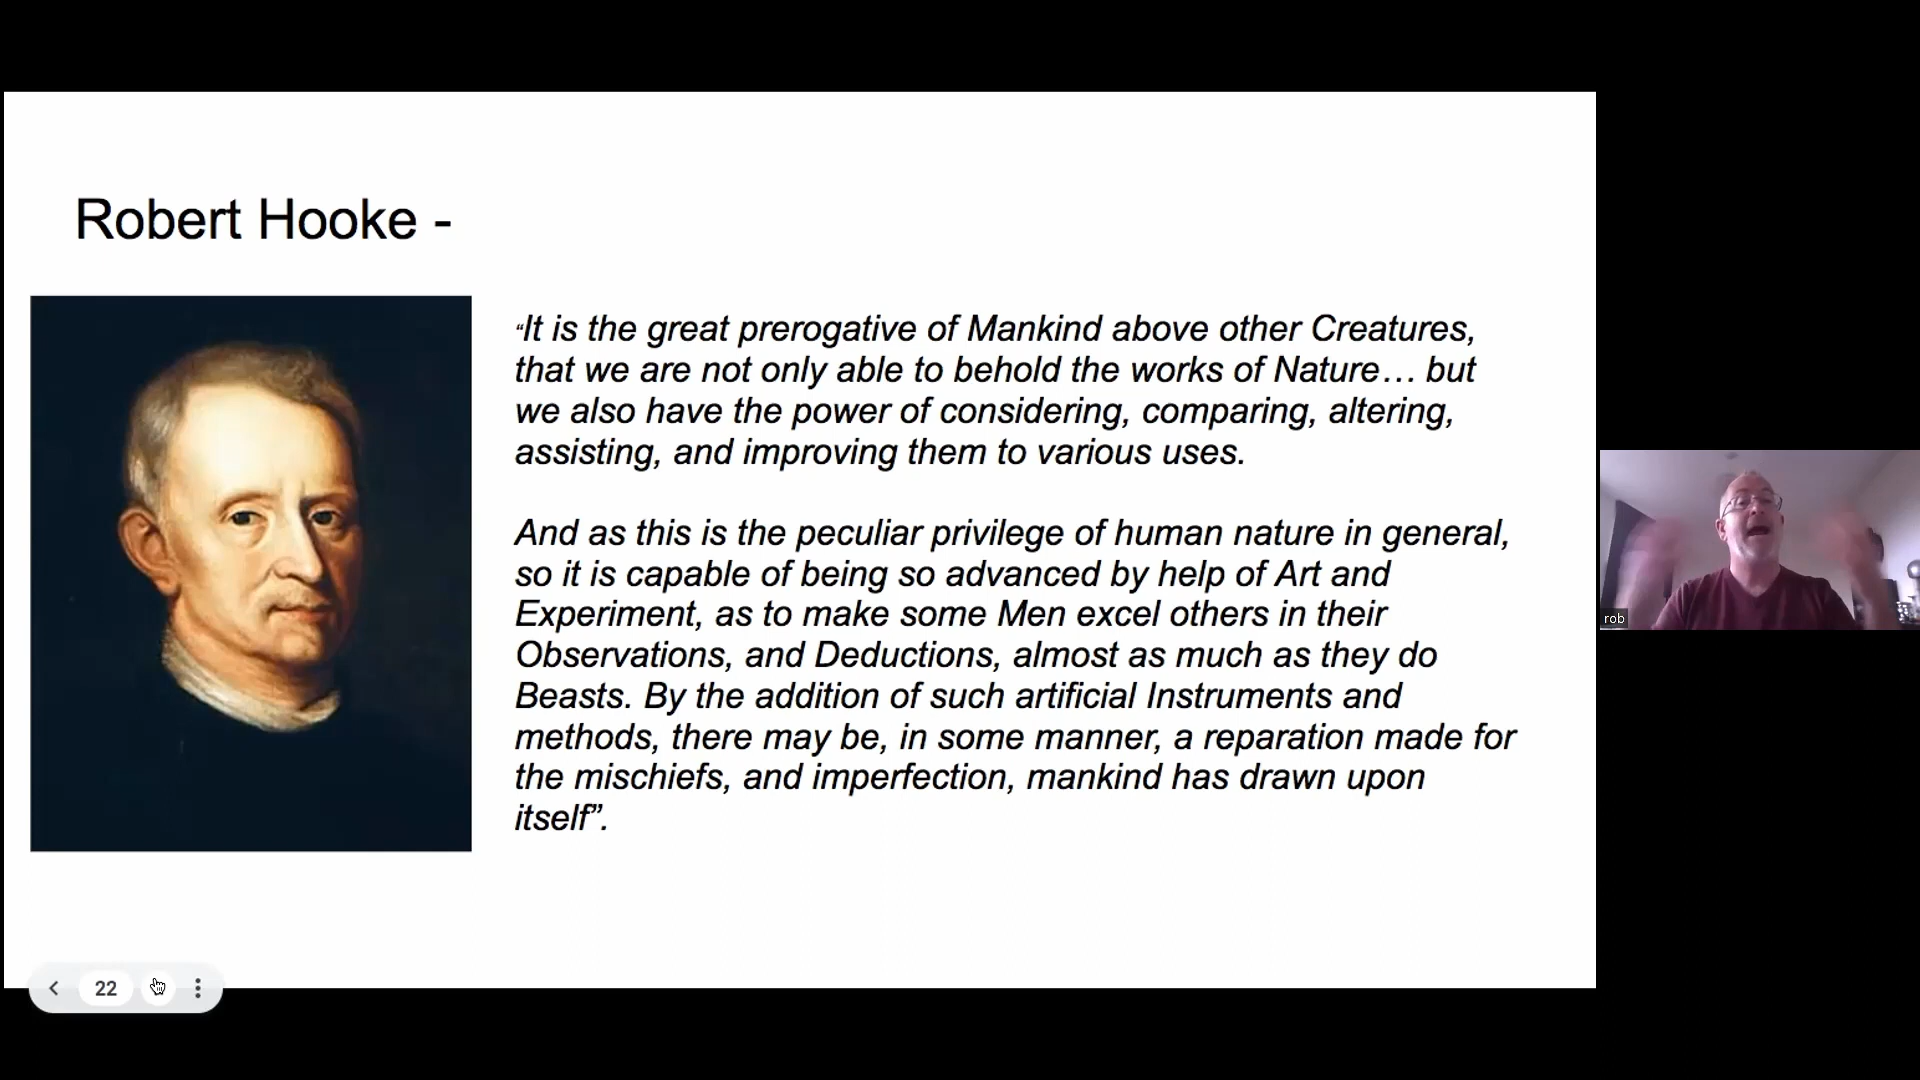 Robert Hooke -
“It is the great prerogative of Mankind above other Creatures,
that we are not only able to behold the works of Nature… but
we also have the power of considering, comparing, altering,
assisting, and improving them to various uses.
And as this is the peculiar privilege of human nature in general,
so it is capable of being so advanced by help of Art and
Experiment, as to make some Men excel others in their
Observations, and Deductions, almost as much as they do
Beasts. By the addition of such artificial Instruments and
methods, there may be, in some manner, a reparation made for
the mischiefs, and imperfection, mankind has drawn upon
itself”.
rob
22